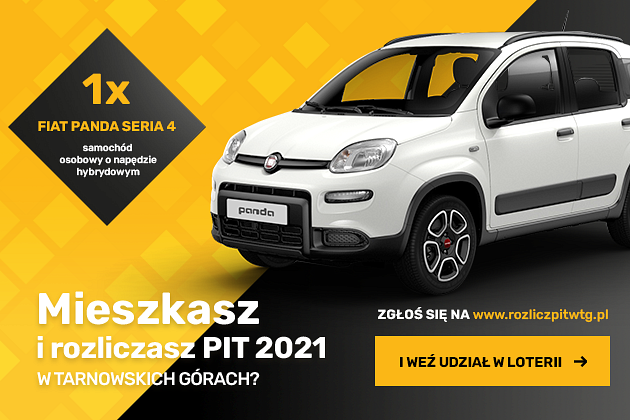 1x
FIAT PANDA SERIA 4
samochód
osobowy o napędzie
hybrydowym
panda
Mieszkasz
i rozliczasz PIT 2021
W TARNOWSKICH GÓRACH?
ZGŁOŚ SIĘ NA www.rozliczpitwtg.pl
I WEŹ UDZIAŁ W LOTERII →